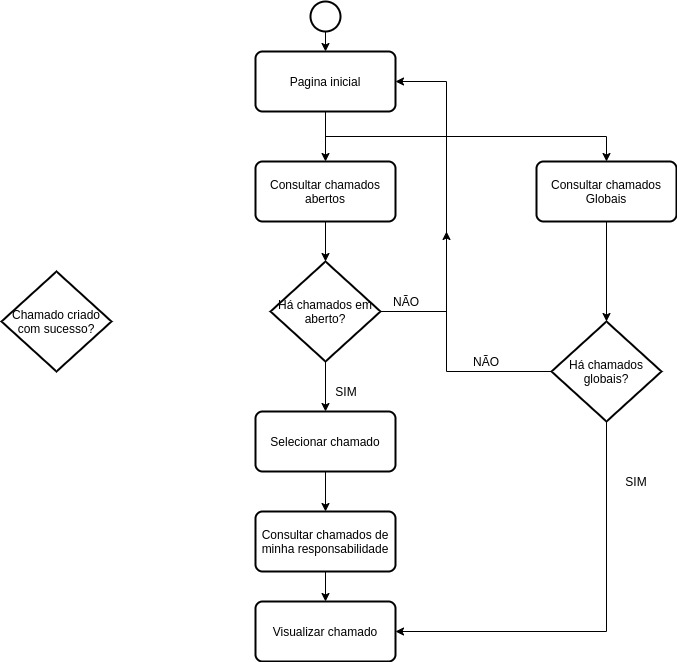 Pagina inicial
Consultar chamados
abertos
Consultar chamados
Globais
Chamado criado
com sucesso?
Há chamados em
aberto?
NÃO
NÃO
Há chamados
globais?
SIM
Selecionar chamado
SIM
Consultar chamados de
minha responsabilidade
Visualizar chamado